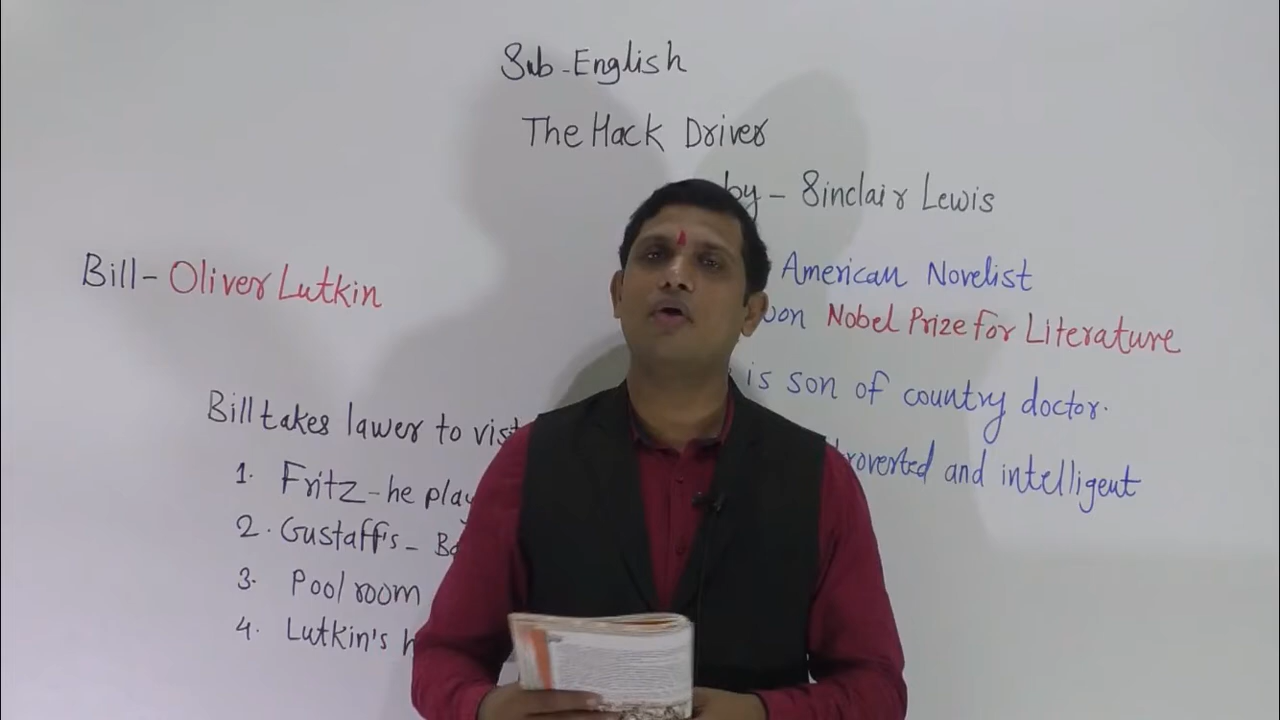 Sub - English
The Hack Driver
by - Sinclair Lewis
American Novelist
Nobel Prize for Literature
is son of country doctor.
and intelligent
Bill - Oliver Lutkin
Bill takes lawer to
1. Fritz - he
2. Gustaff's -
3. Pool room
4. Lutkin's